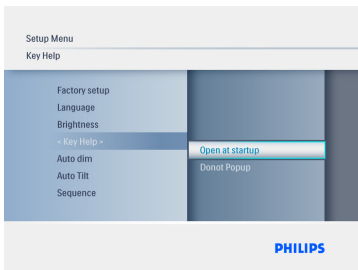 Setup Menu
Key Help
Factory setup
Language
Brightness
< Key Help >
Auto dim
Auto Tilt
Sequence
Open at startup
Donot Popup
PHILIPS